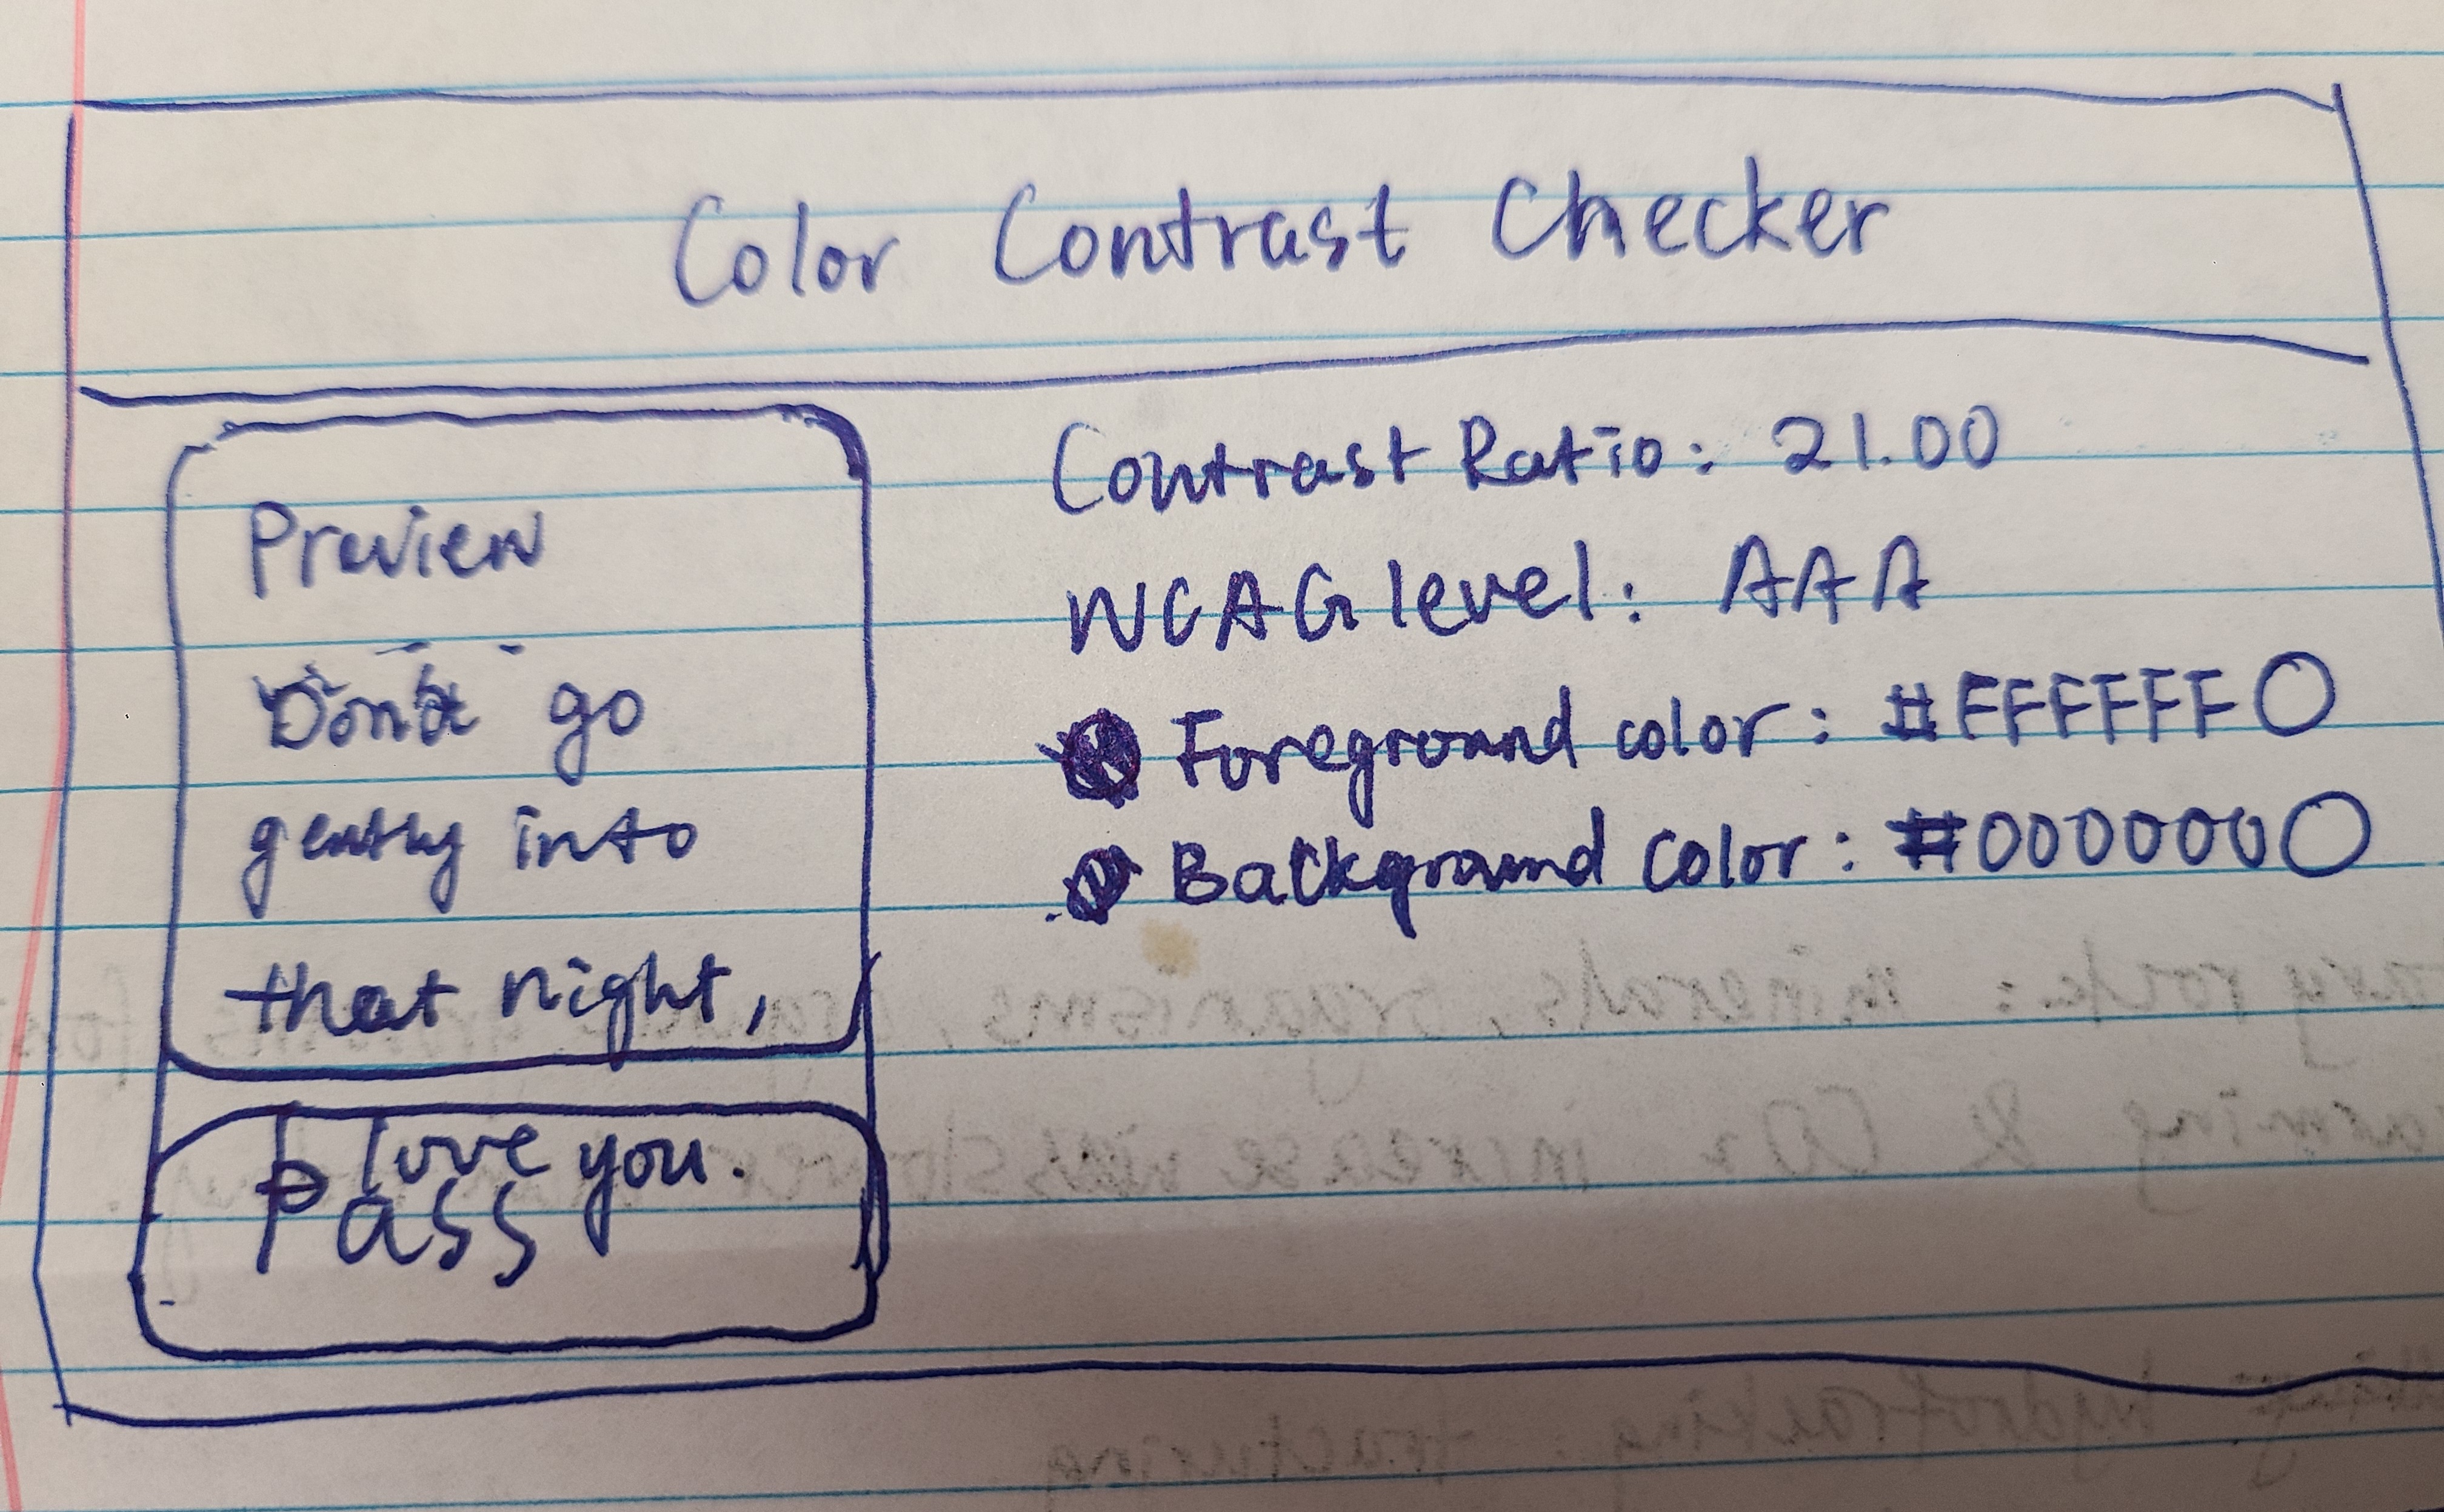 Color Contrast Checker
Preview
Don't go
gently into
that night,
I love you.
Pass
Contrast Ratio: 21.00
WCAG level: AAA
Foreground color: #FFFFFF
Background color: #000000